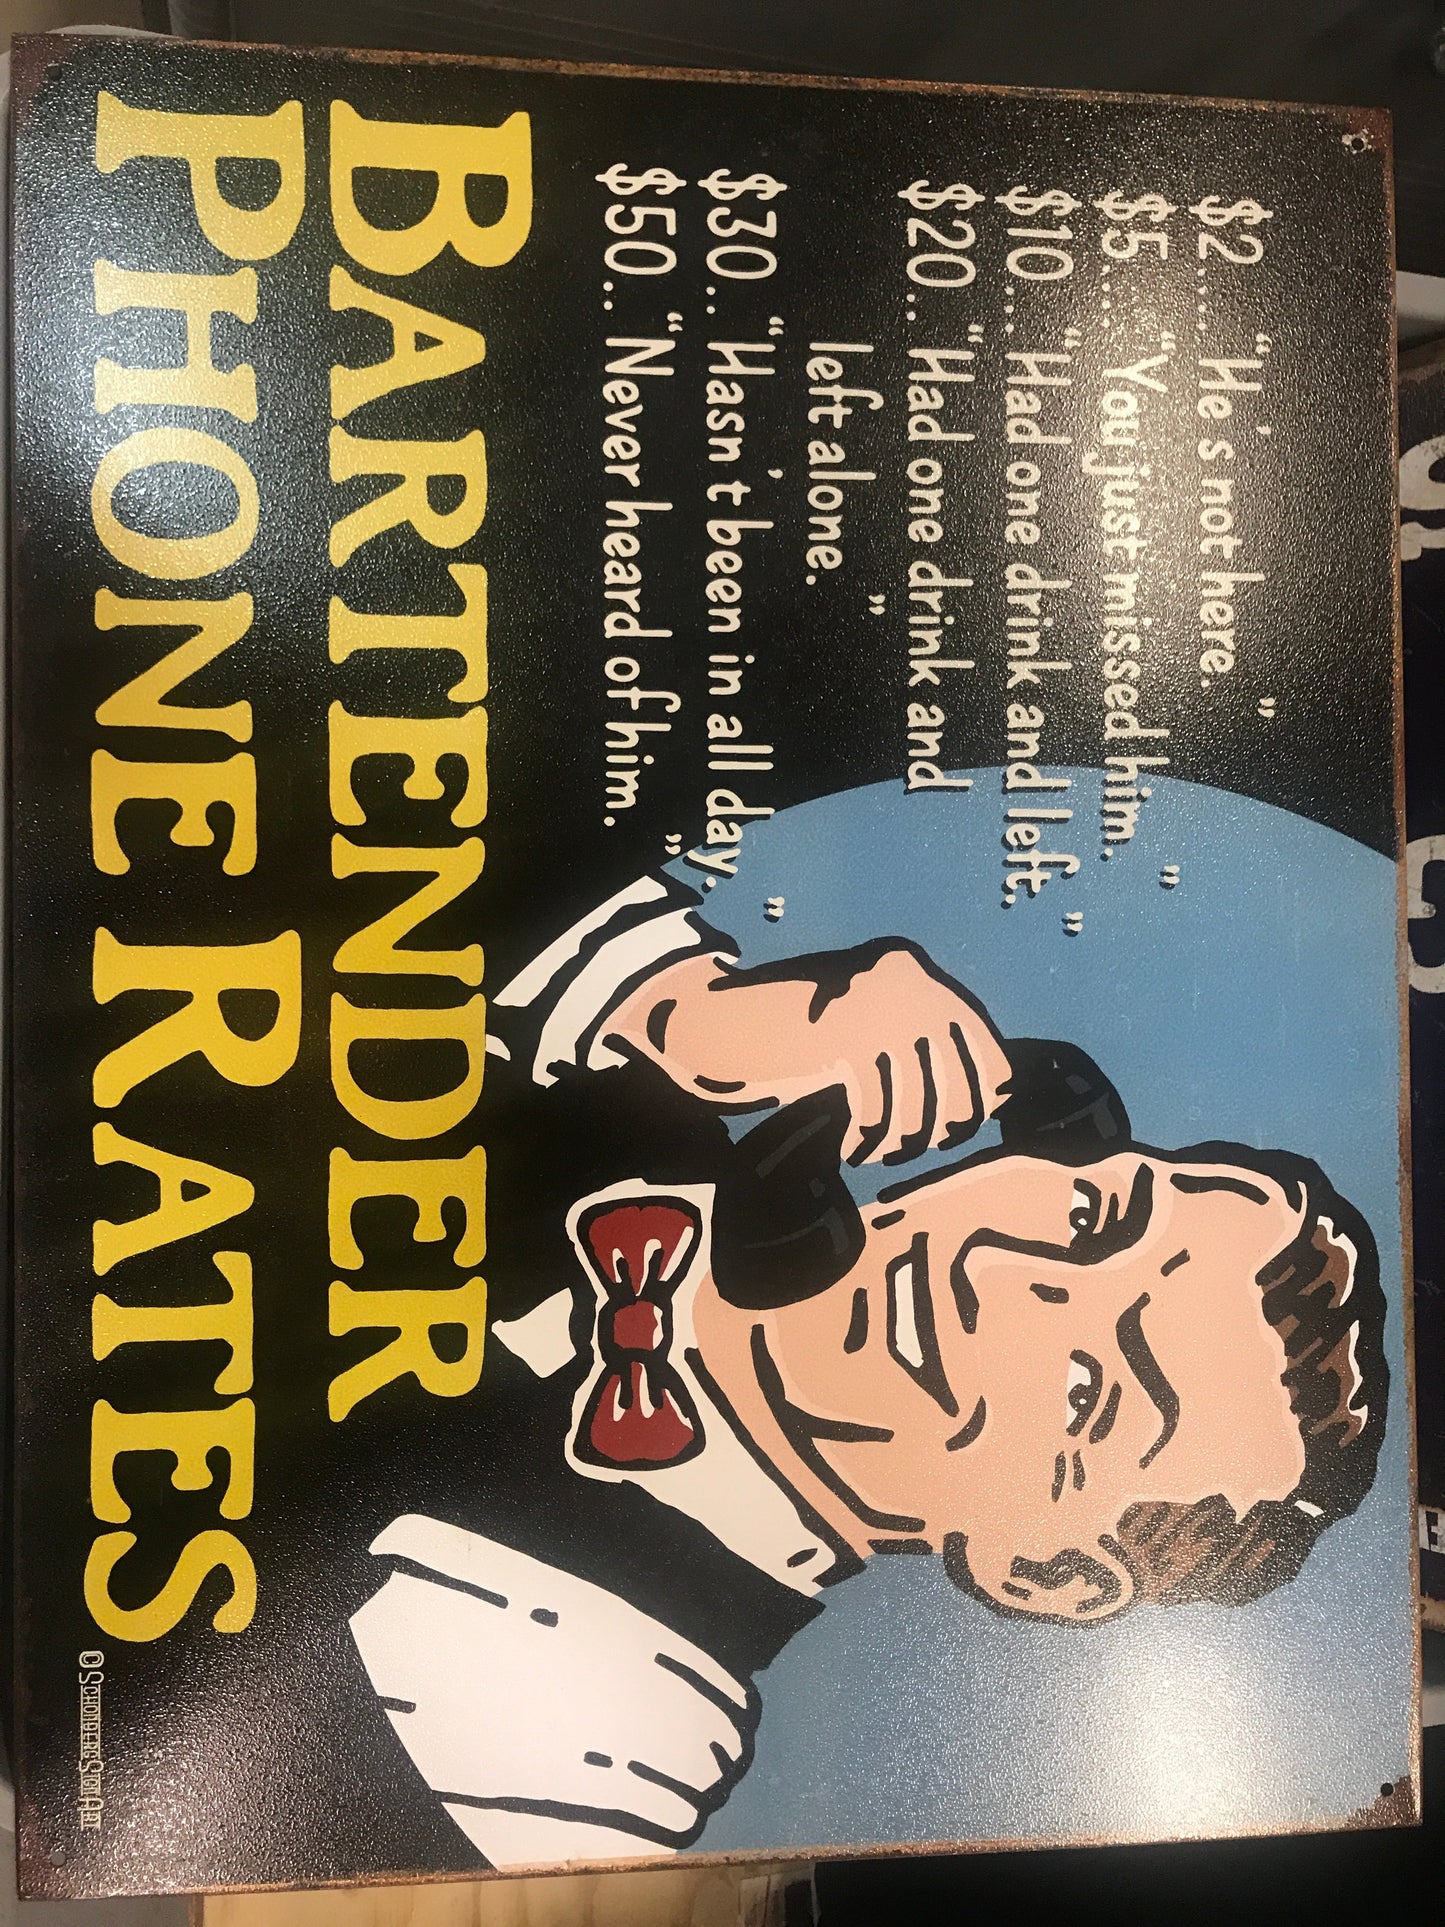 $2...."He's not here."
$5...."You just missed him."
$10..."Had one drink and left."
$20.."Had one drink and
left alone."
$30.."Hasn't been in all day."
$50.."Never heard of him."
BARTENDER
PHONE RATES
©SCHONBERGSIGNART